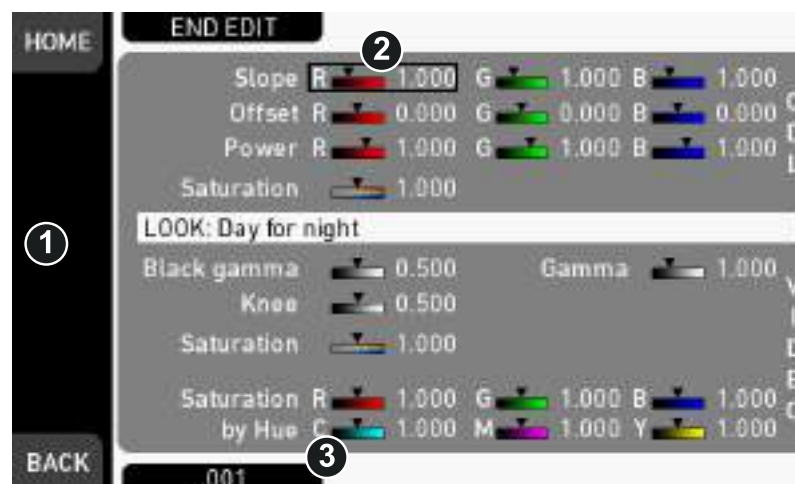 HOME
END EDIT
2
Slope R 1.000 G 1.000 B 1.000
Offset R 0.000 G 0.000 B 0.000
Power R 1.000 G 1.000 B 1.000
Saturation 1.000
LOOK: Day for night
1
Black gamma 0.500 Gamma 1.000
Knee 0.500
Saturation 1.000
Saturation R 1.000 G 1.000 B 1.000
by Hue C 1.000 M 1.000 Y 1.000
3
BACK
.001